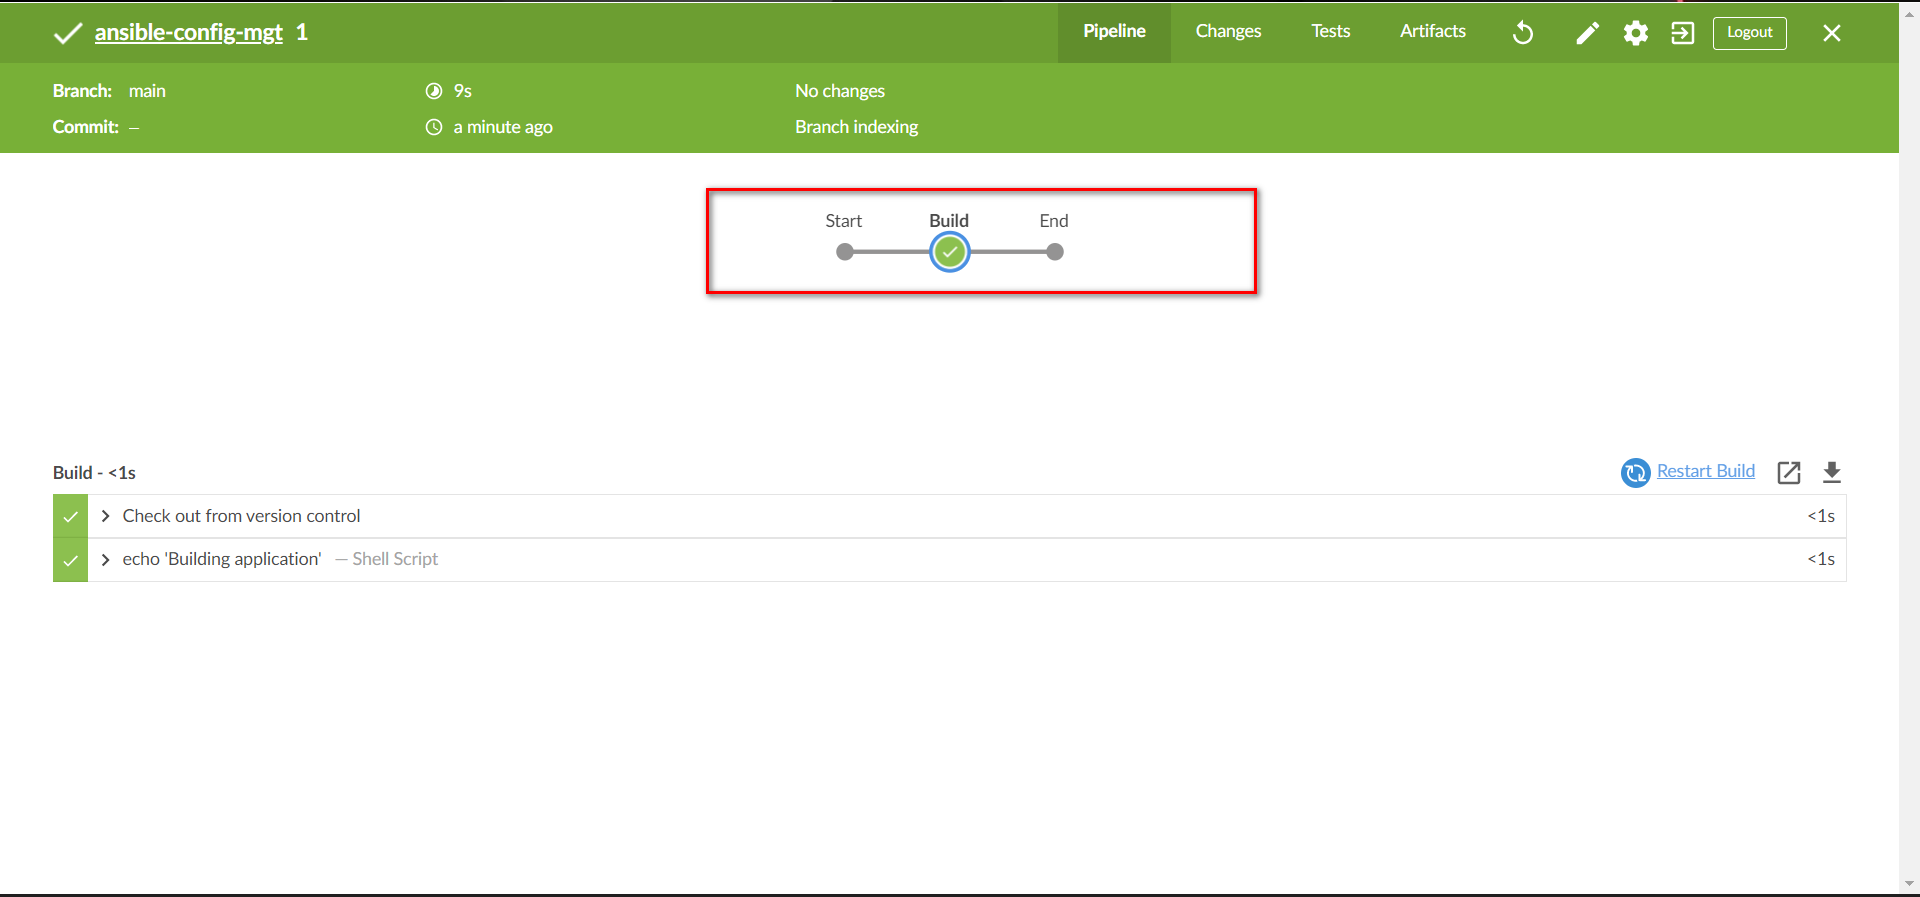 ansible-config-mgt 1
Pipeline Changes Tests Artifacts Logout
Branch: main 9s No changes
Commit: — a minute ago Branch indexing
Start Build End
Build - <1s Restart Build
Check out from version control <1s
echo 'Building application' — Shell Script <1s